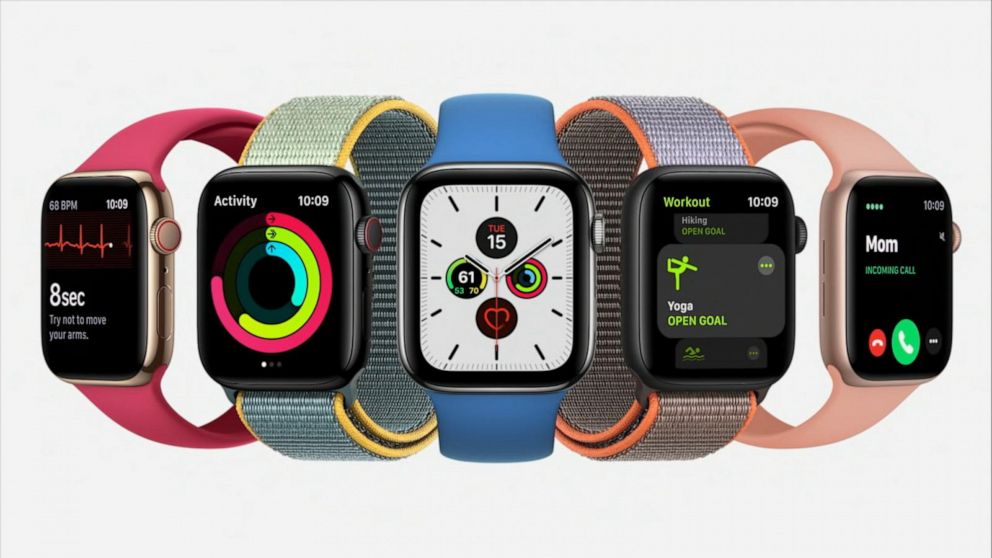 68 BPM 10:09
8sec
Try not to move
your arms.
Activity 10:09
TUE
15
61
53 70
Workout 10:09
Hiking
OPEN GOAL
Yoga
OPEN GOAL
10:09
Mom
INCOMING CALL